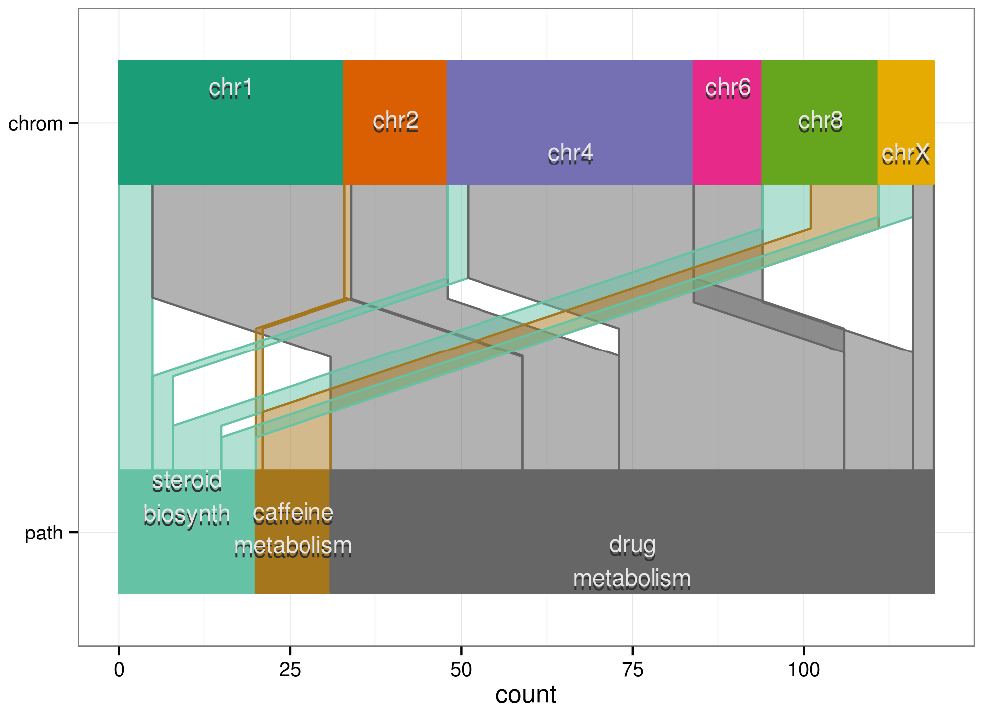 chr1
chr2
chr4
chr6
chr8
chrX
chrom
steroid
biosynth
caffeine
metabolism
drug
metabolism
path
0
25
50
75
100
count